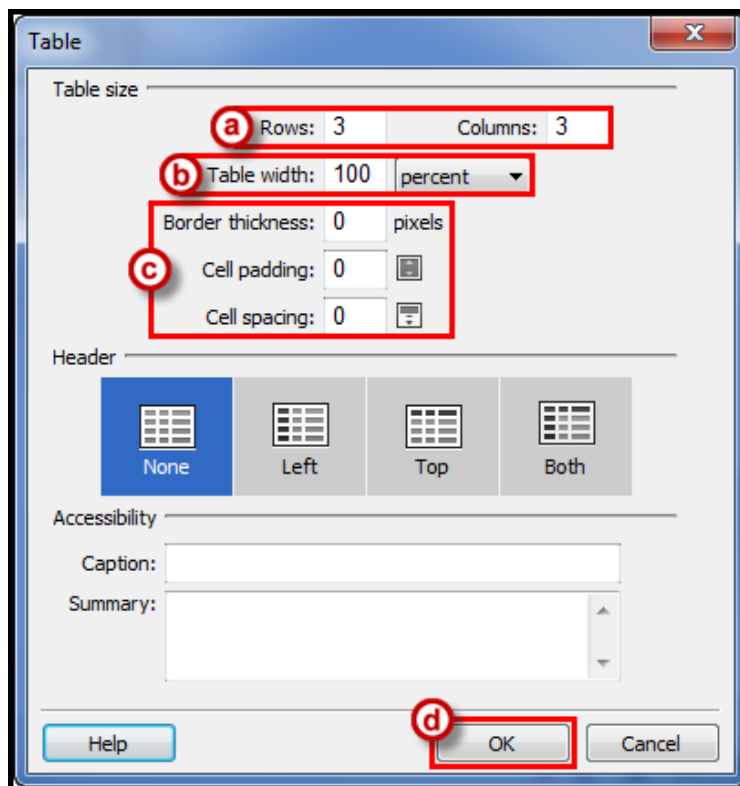 Table
X
Table size
a Rows: 3 Columns: 3
b Table width: 100 percent
Border thickness: 0 pixels
c Cell padding: 0
Cell spacing: 0
Header
None Left Top Both
Accessibility
Caption:
Summary:
d
Help OK Cancel